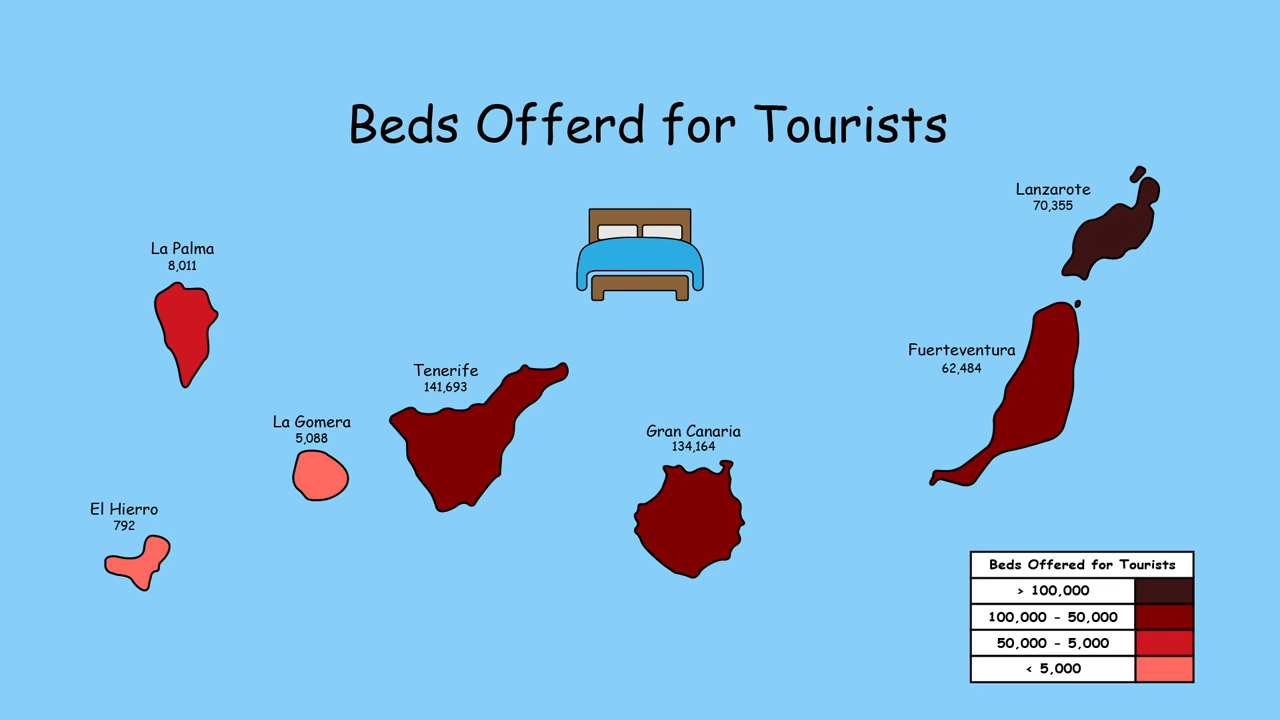 Beds Offerd for Tourists
Lanzarote
70,355
La Palma
8,011
Fuerteventura
62,484
Tenerife
141,693
La Gomera
5,088
Gran Canaria
134,164
El Hierro
792
Beds Offered for Tourists
> 100,000
100,000 - 50,000
50,000 - 5,000
< 5,000